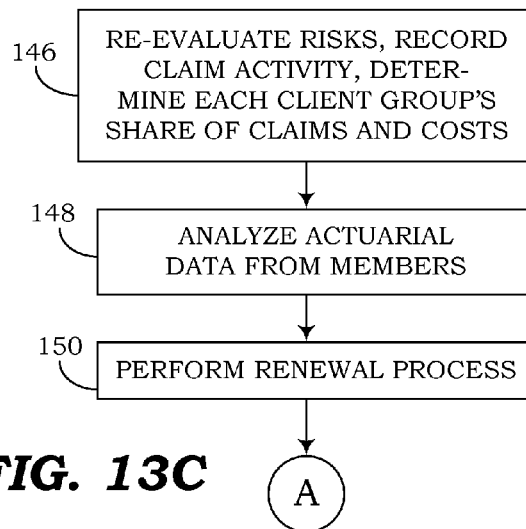 146
RE-EVALUATE RISKS, RECORD
CLAIM ACTIVITY, DETER-
MINE EACH CLIENT GROUP'S
SHARE OF CLAIMS AND COSTS
148
ANALYZE ACTUARIAL
DATA FROM MEMBERS
150
PERFORM RENEWAL PROCESS
FIG. 13C
A